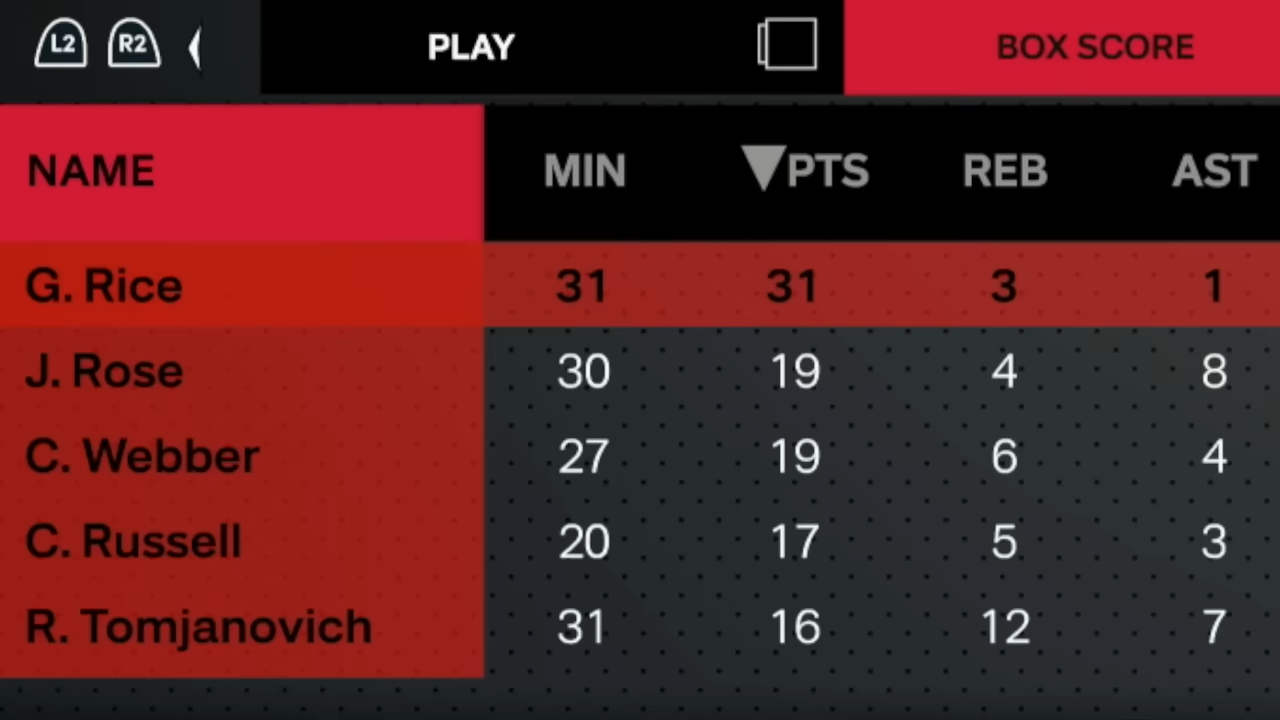 L2 R2 PLAY BOX SCORE
NAME MIN PTS REB AST
G. Rice 31 31 3 1
J. Rose 30 19 4 8
C. Webber 27 19 6 4
C. Russell 20 17 5 3
R. Tomjanovich 31 16 12 7